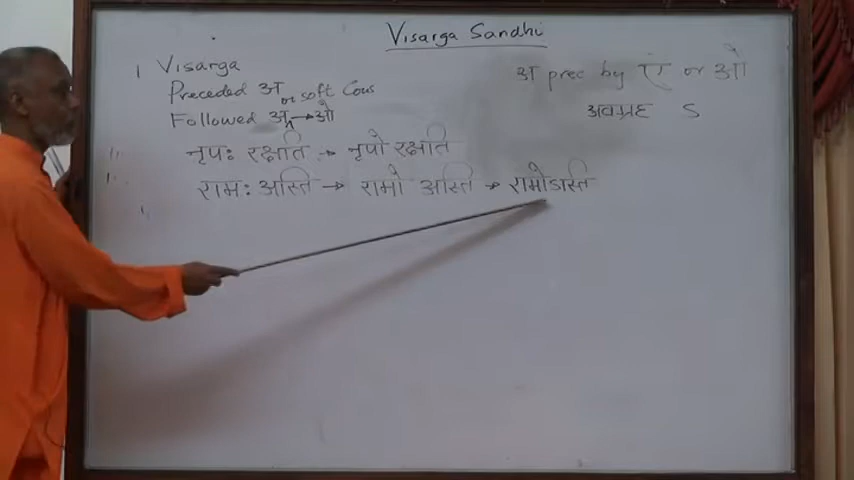 Visarga Sandhi
1 Visarga
Preceded अ
or soft Cons
Followed अ → ओ
नृपः रक्षति → नृपो रक्षति
रामः अस्ति → रामो अस्ति → रामोऽस्ति
अ prec by ए or ओ
अवग्रह ऽ